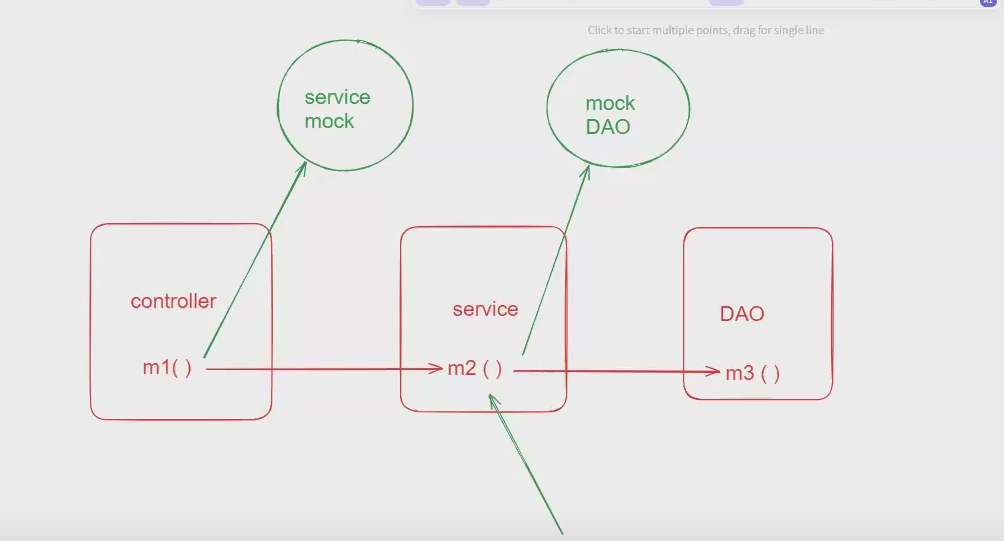 Click to start multiple points, drag for single line
service
mock
mock
DAO
controller
service
DAO
m1( )
m2 ( )
m3 ( )
AI